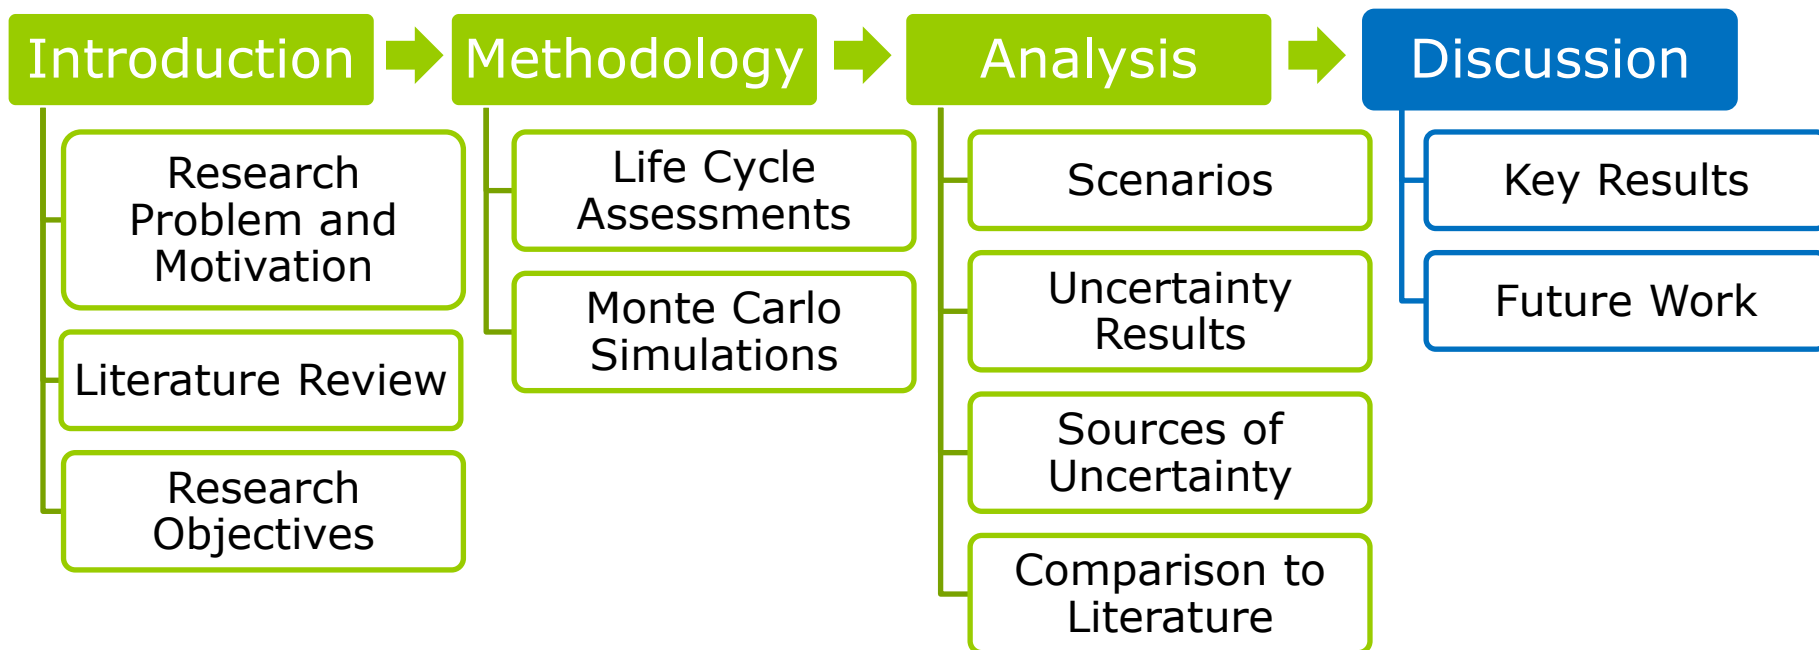 Introduction
Research
Problem and
Motivation
Literature Review
Research
Objectives
Methodology
Life Cycle
Assessments
Monte Carlo
Simulations
Analysis
Scenarios
Uncertainty
Results
Sources of
Uncertainty
Comparison to
Literature
Discussion
Key Results
Future Work